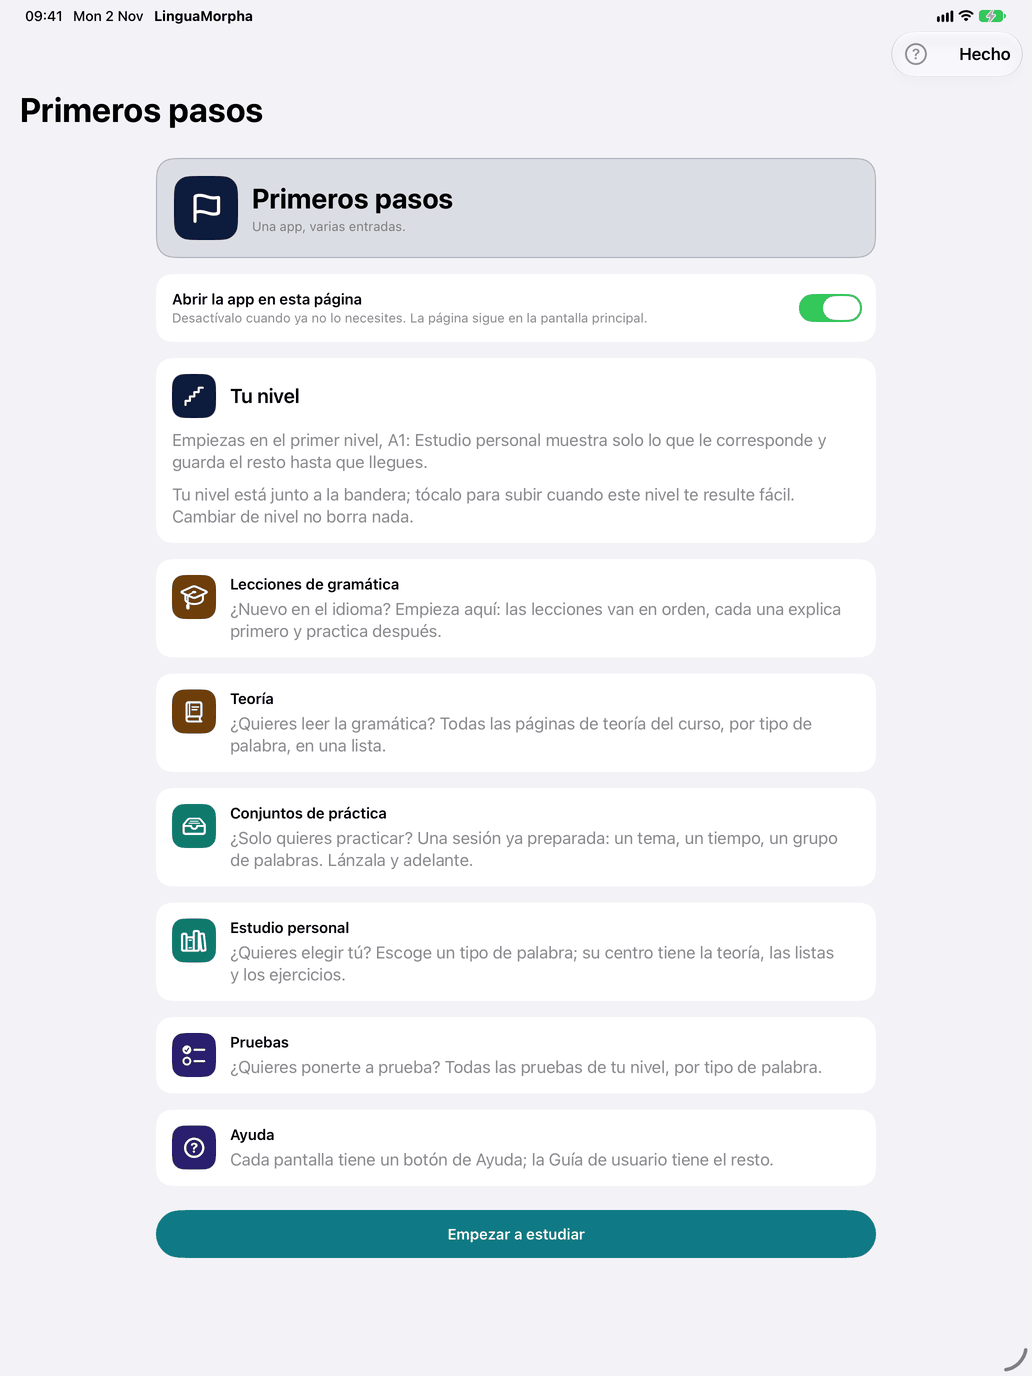 09:41 Mon 2 Nov LinguaMorpha
Hecho
Primeros pasos
Primeros pasos
Una app, varias entradas.
Abrir la app en esta página
Desactívalo cuando ya no lo necesites. La página sigue en la pantalla principal.
Tu nivel
Empiezas en el primer nivel, A1: Estudio personal muestra solo lo que le corresponde y
guarda el resto hasta que llegues.
Tu nivel está junto a la bandera; tócalo para subir cuando este nivel te resulte fácil.
Cambiar de nivel no borra nada.
Lecciones de gramática
¿Nuevo en el idioma? Empieza aquí: las lecciones van en orden, cada una explica
primero y practica después.
Teoría
¿Quieres leer la gramática? Todas las páginas de teoría del curso, por tipo de
palabra, en una lista.
Conjuntos de práctica
¿Solo quieres practicar? Una sesión ya preparada: un tema, un tiempo, un grupo
de palabras. Lánzala y adelante.
Estudio personal
¿Quieres elegir tú? Escoge un tipo de palabra; su centro tiene la teoría, las listas
y los ejercicios.
Pruebas
¿Quieres ponerte a prueba? Todas las pruebas de tu nivel, por tipo de palabra.
Ayuda
Cada pantalla tiene un botón de Ayuda; la Guía de usuario tiene el resto.
Empezar a estudiar